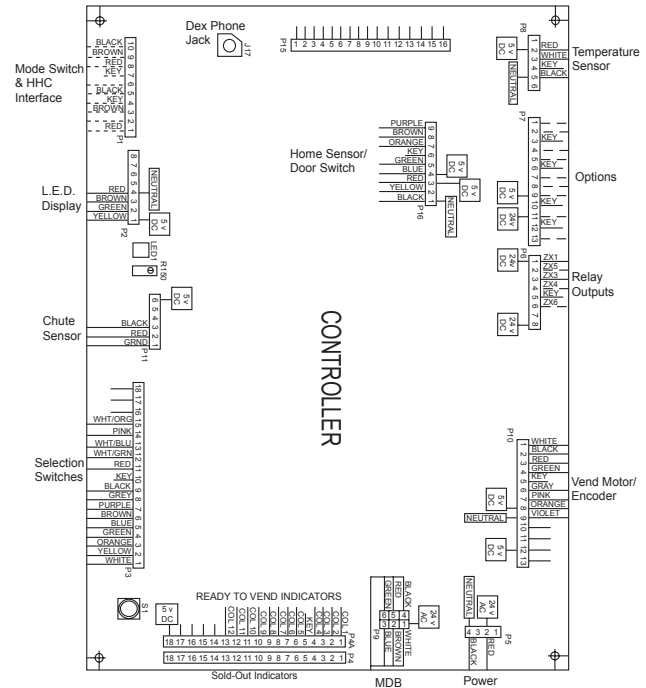 Dex Phone
Jack
J17
P15
1 2 3 4 5 6 7 8 9 10 11 12 13 14 15 16
Mode Switch
& HHC
Interface
BLACK
BROWN
RED
KEY
BLACK
KEY
BROWN
RED
10 9 8 7 6 5 4 3 2 1
P1
P8
5 v
DC
NEUTRAL
1 2 3 4 5 6
RED
WHITE
KEY
BLACK
Temperature
Sensor
L.E.D.
Display
RED
BROWN
GREEN
YELLOW
8 7 6 5 4 3 2 1
P2
NEUTRAL
5 v
DC
LED1
R150
Home Sensor/
Door Switch
PURPLE
BROWN
ORANGE
KEY
GREEN
BLUE
RED
YELLOW
BLACK
9 8 7 6 5 4 3 2 1
P16
5 v
DC
5 v
DC
NEUTRAL
P7
1 2 3 4 5 6 7 8 9 10 11 12 13
KEY
KEY
KEY
KEY
5 v
DC
24v
DC
Options
P6
24v
DC
24 v
DC
1 2 3 4 5 6 7 8
ZX1
ZX5
ZX3
ZX4
KEY
ZX6
Relay
Outputs
Chute
Sensor
BLACK
RED
GRND
6 5 4 3 2 1
P11
5 v
DC
CONTROLLER
Selection
Switches
WHT/ORG
PINK
WHT/BLU
WHT/GRN
RED
KEY
BLACK
GREY
PURPLE
BROWN
BLUE
GREEN
ORANGE
YELLOW
WHITE
18 17 16 15 14 13 12 11 10 9 8 7 6 5 4 3 2 1
P3
P10
1 2 3 4 5 6 7 8 9 10 11 12 13
WHITE
BLACK
RED
GREEN
KEY
GRAY
PINK
ORANGE
VIOLET
5 v
DC
NEUTRAL
5 v
DC
Vend Motor/
Encoder
S1
READY TO VEND INDICATORS
5 v
DC
COL 12
COL 11
COL 10
COL 9
COL 8
COL 7
COL 6
COL 5
KEY
COL 4
COL 3
COL 2
COL 1
18 17 16 15 14 13 12 11 10 9 8 7 6 5 4 3 2 1
P4A
18 17 16 15 14 13 12 11 10 9 8 7 6 5 4 3 2 1
P4
Sold-Out Indicators
BLACK
RED
GREEN
24 v
AC
6 5 4
3 2 1
P9
WHITE
BROWN
BLUE
MDB
NEUTRAL
24 v
AC
4 3 2 1
P5
BLACK
RED
Power